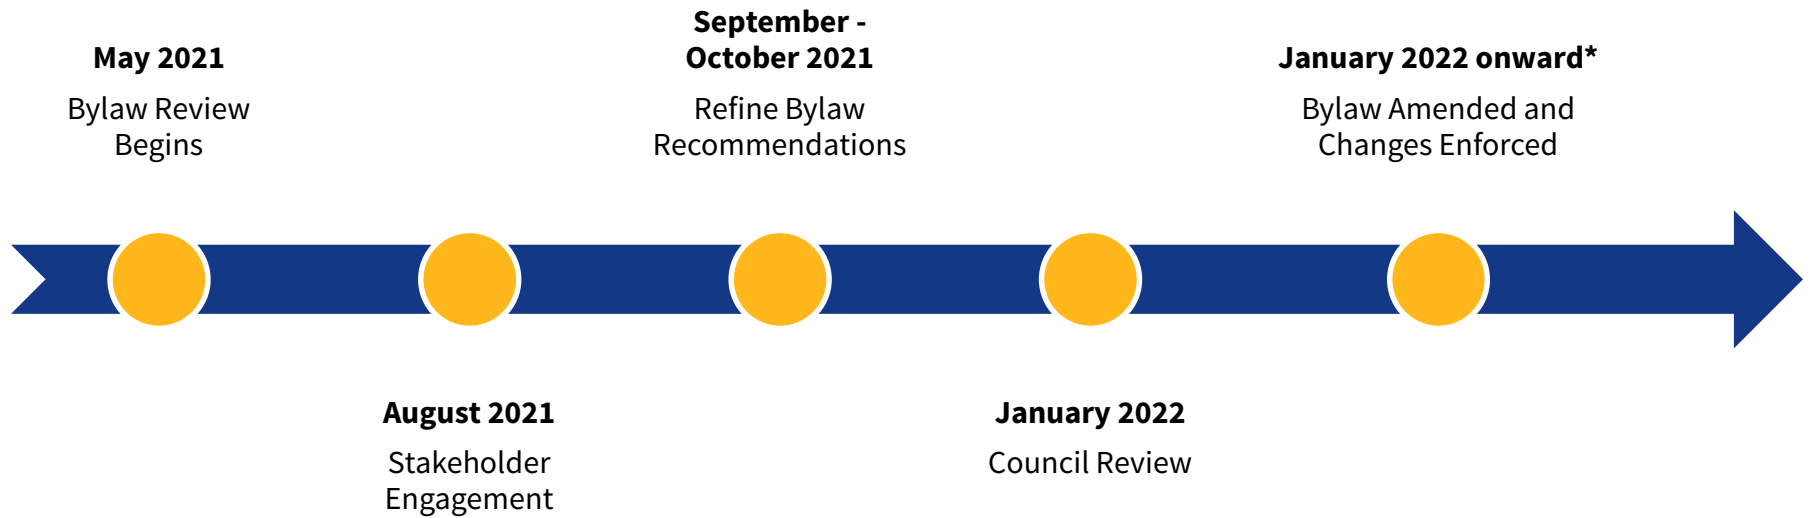 May 2021
Bylaw Review
Begins
August 2021
Stakeholder
Engagement
September -
October 2021
Refine Bylaw
Recommendations
January 2022
Council Review
January 2022 onward*
Bylaw Amended and
Changes Enforced